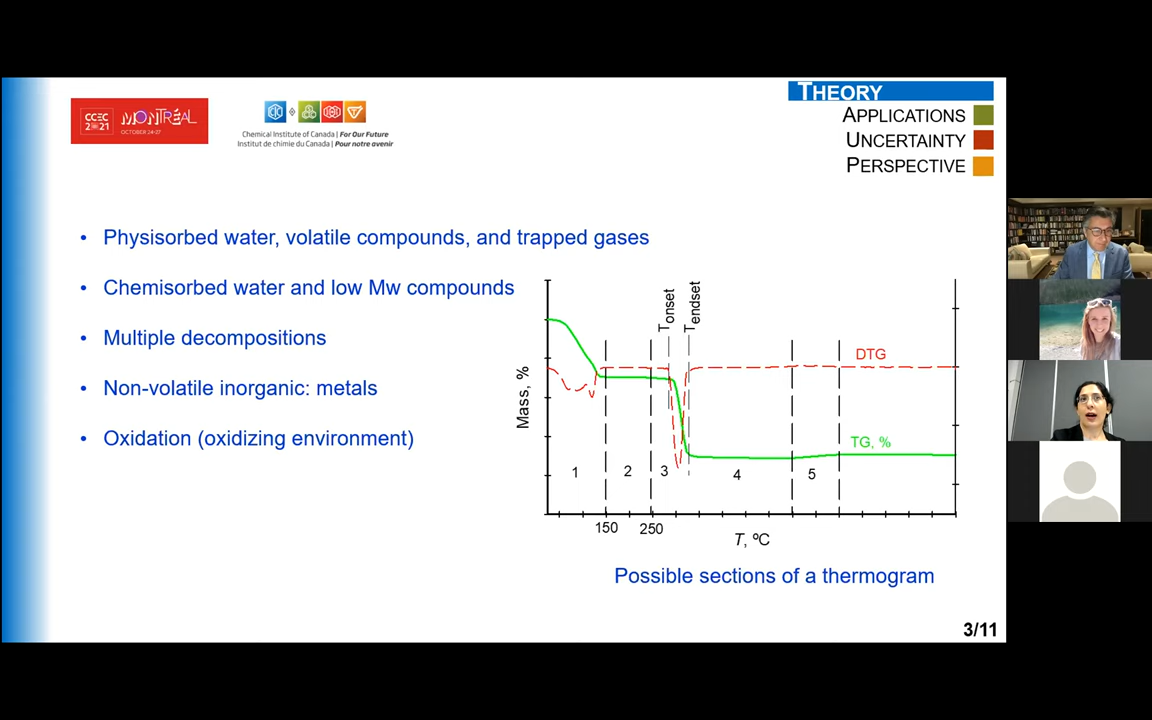 CCEC
2021
MONTRÉAL
OCTOBER 24-27
Chemical Institute of Canada | For Our Future
Institut de chimie du Canada | Pour notre avenir
THEORY
APPLICATIONS
UNCERTAINTY
PERSPECTIVE
• Physisorbed water, volatile compounds, and trapped gases
• Chemisorbed water and low Mw compounds
• Multiple decompositions
• Non-volatile inorganic: metals
• Oxidation (oxidizing environment)
Mass, %
Tonset
Tendset
DTG
TG, %
1
2
3
4
5
150
250
T, ºC
Possible sections of a thermogram
3/11